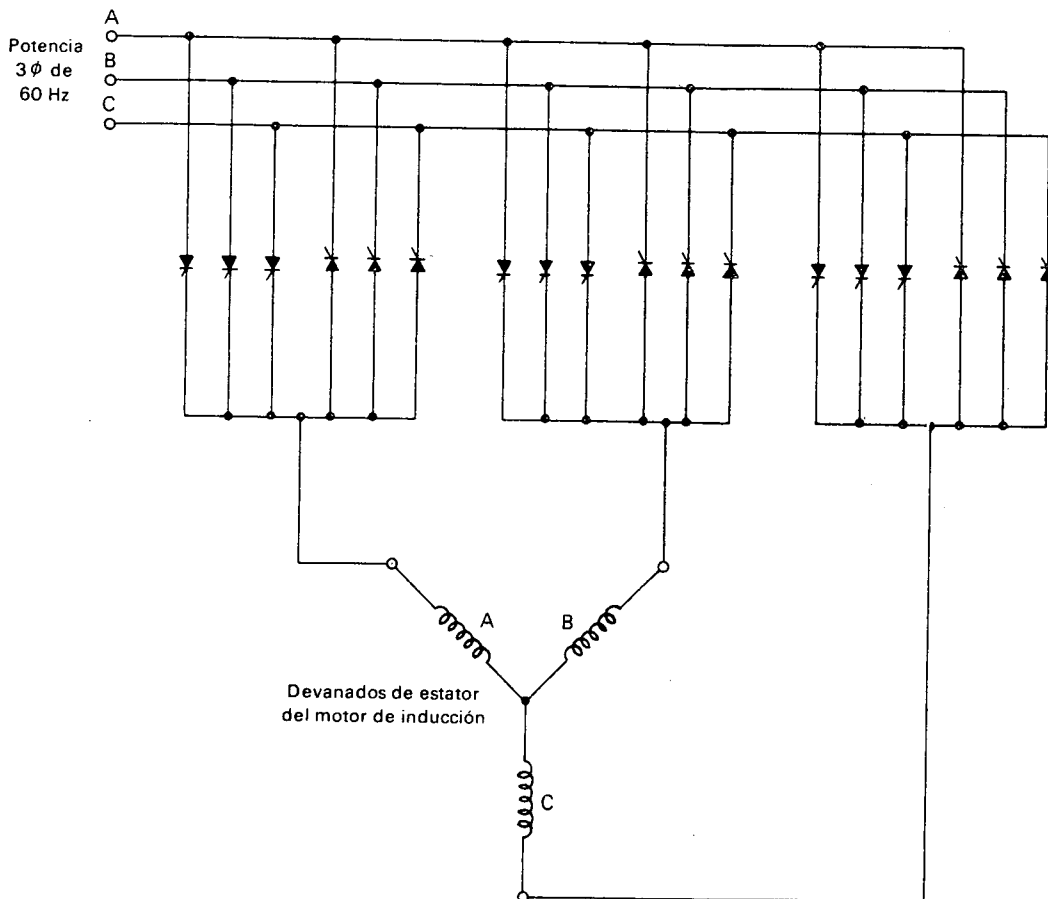 A
Potencia
3ϕ de
60 Hz
B
C
A
B
Devanados de estator
del motor de inducción
C